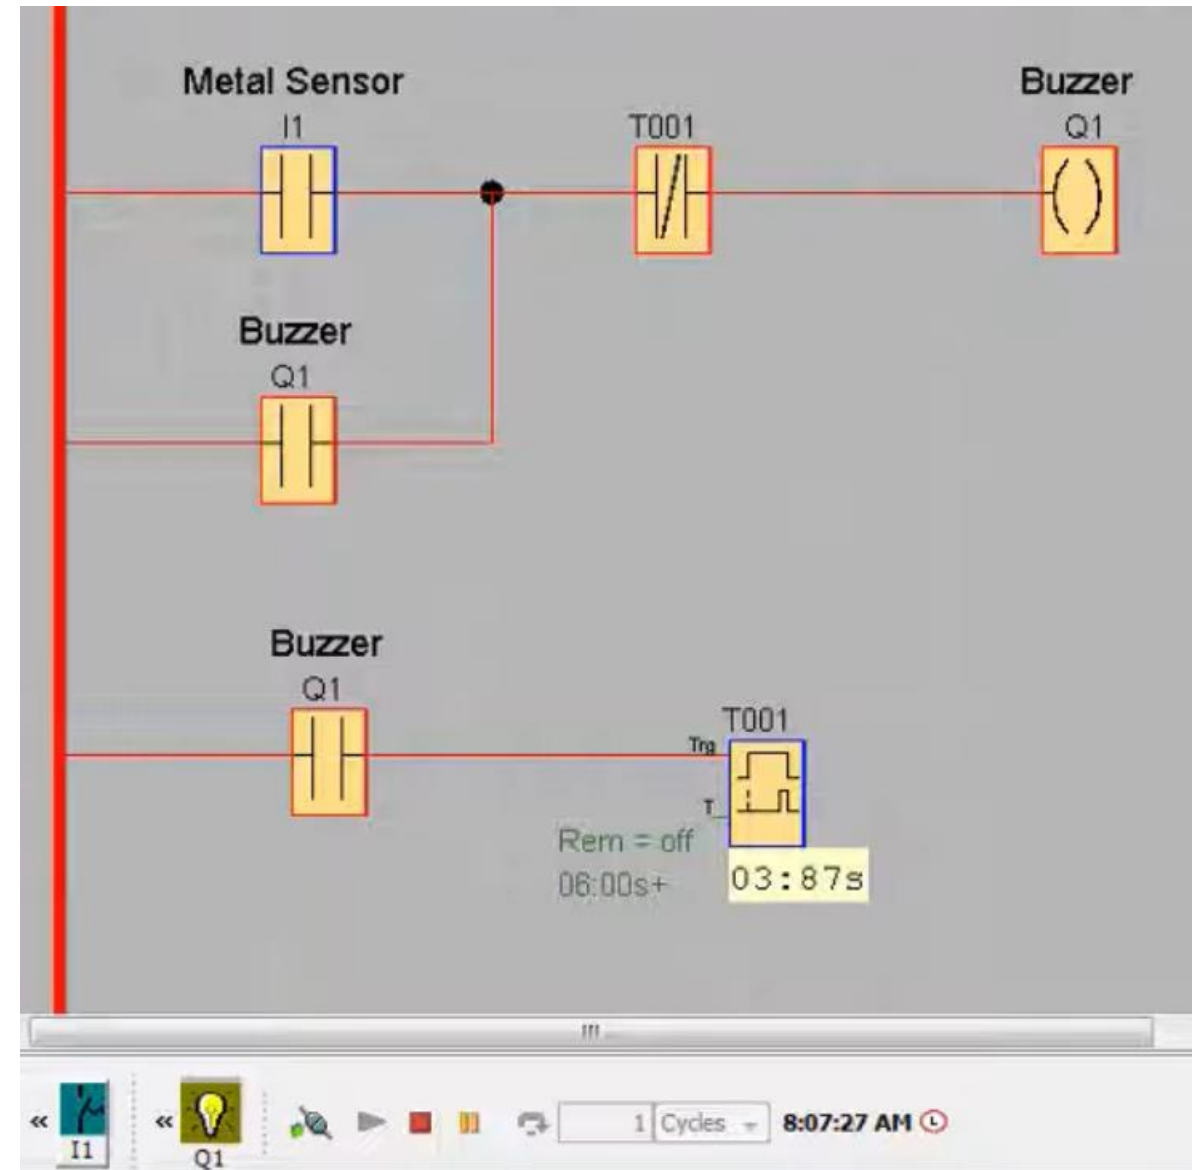 Metal Sensor
I1
T001
Buzzer
Q1
Buzzer
Q1
Buzzer
Q1
T001
Trg
T
Rem = off
06:00s+
03:87s
« I1
« Q1
1 Cycles
8:07:27 AM